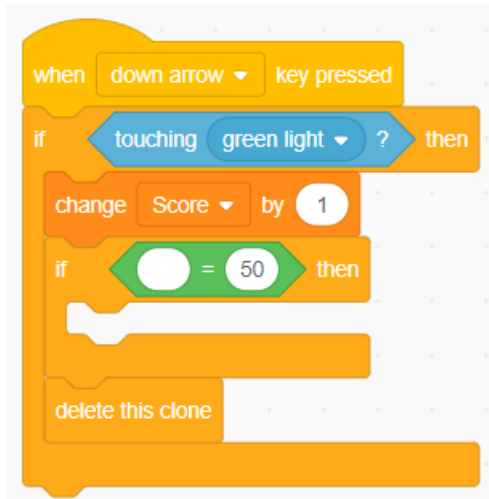 when down arrow key pressed
if touching green light ? then
change Score by 1
if = 50 then
delete this clone